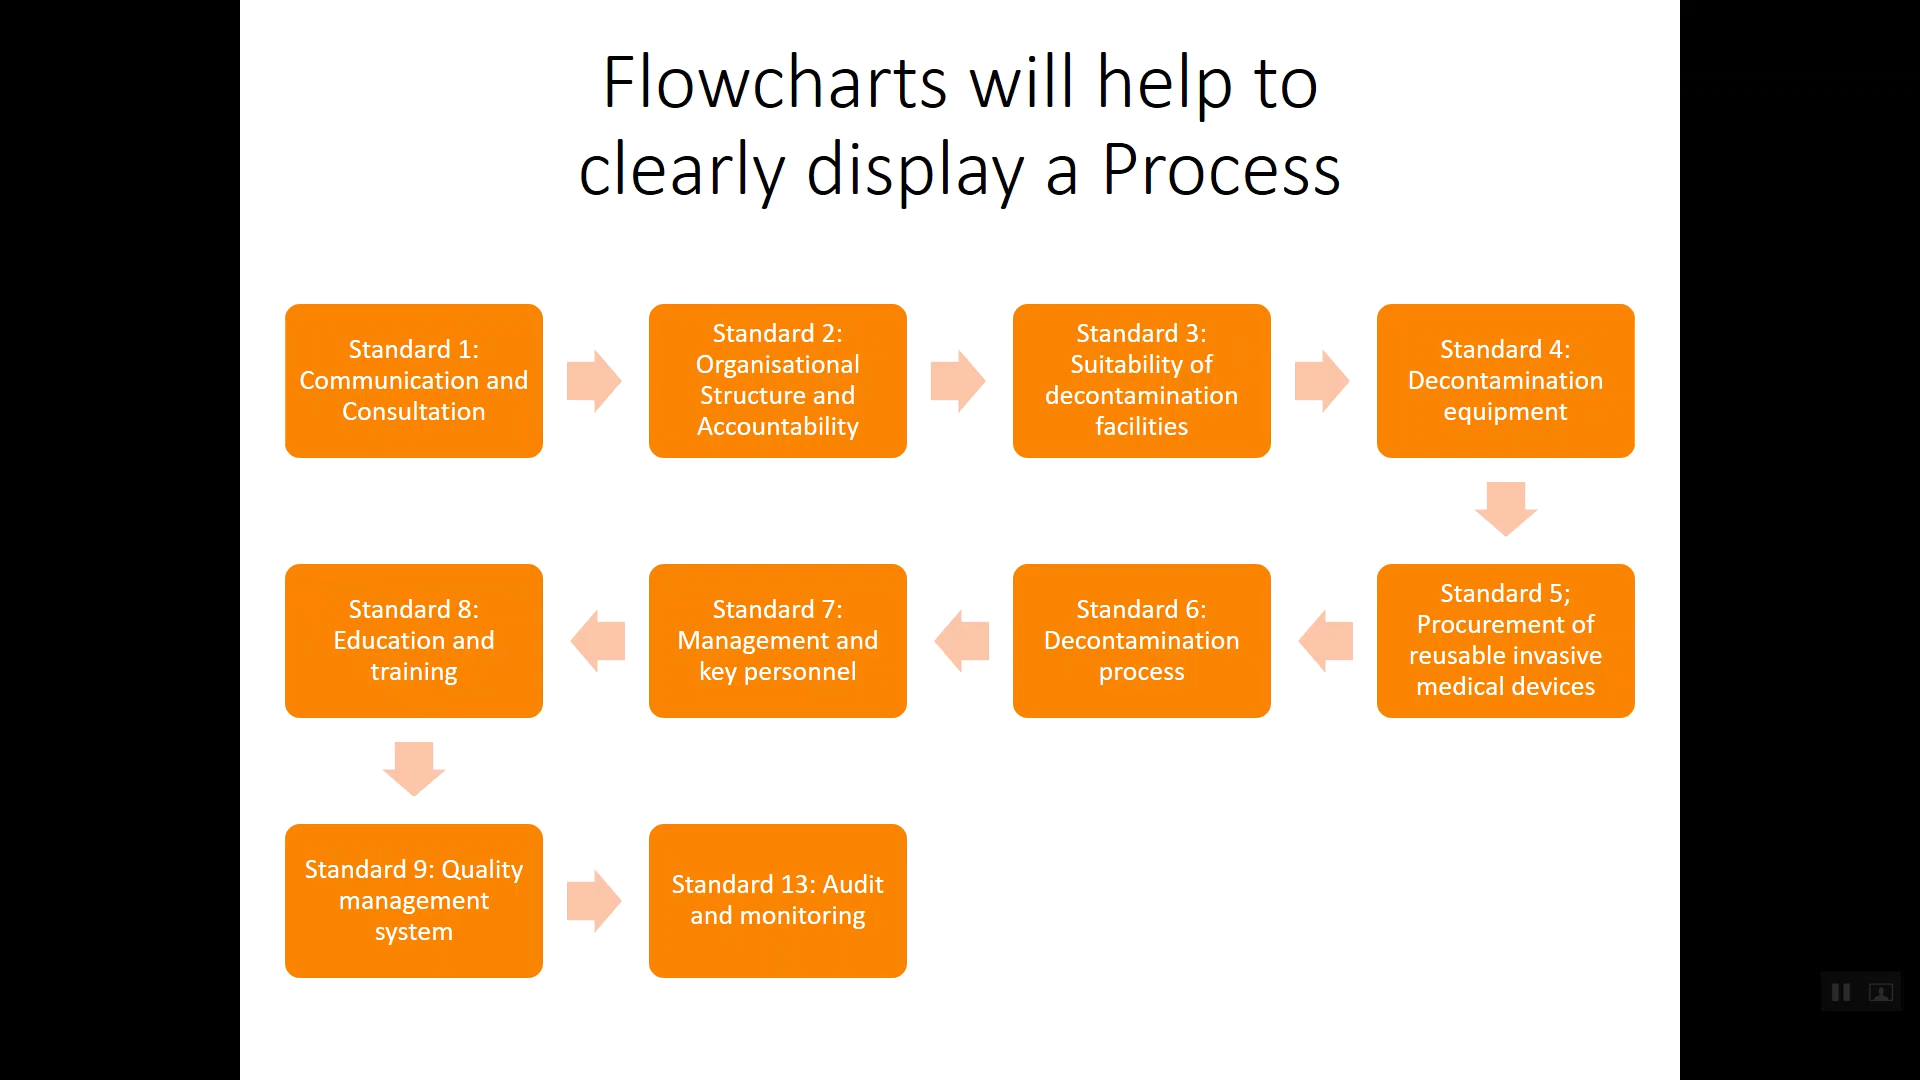 Flowcharts will help to
clearly display a Process
Standard 1:
Communication and
Consultation
Standard 2:
Organisational
Structure and
Accountability
Standard 3:
Suitability of
decontamination
facilities
Standard 4:
Decontamination
equipment
Standard 5;
Procurement of
reusable invasive
medical devices
Standard 6:
Decontamination
process
Standard 7:
Management and
key personnel
Standard 8:
Education and
training
Standard 9: Quality
management
system
Standard 13: Audit
and monitoring